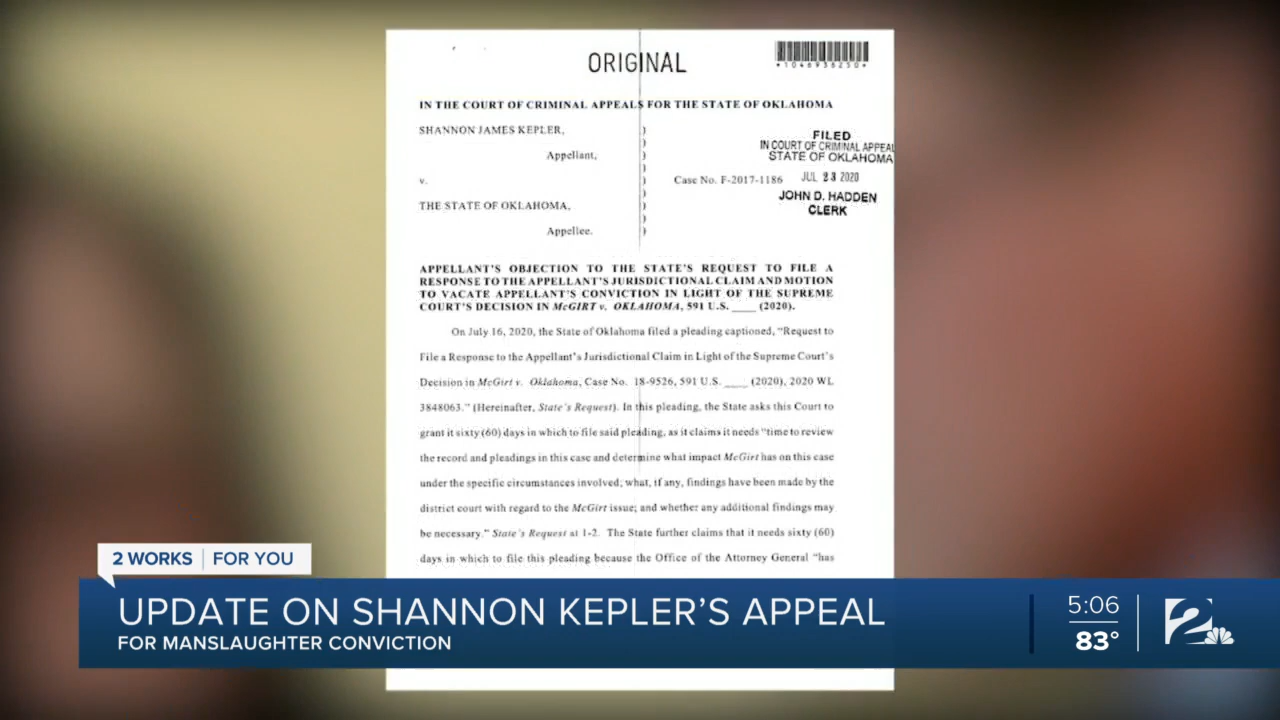 ORIGINAL
*1046936250*
IN THE COURT OF CRIMINAL APPEALS FOR THE STATE OF OKLAHOMA
SHANNON JAMES KEPLER,
Appellant,
v.
THE STATE OF OKLAHOMA,
Appellee.
)
)
)
)
)
)
)
)
)
Case No. F-2017-1186
FILED
IN COURT OF CRIMINAL APPEAL
STATE OF OKLAHOMA
JUL 23 2020
JOHN D. HADDEN
CLERK
APPELLANT'S OBJECTION TO THE STATE'S REQUEST TO FILE A
RESPONSE TO THE APPELLANT'S JURISDICTIONAL CLAIM AND MOTION
TO VACATE APPELLANT'S CONVICTION IN LIGHT OF THE SUPREME
COURT'S DECISION IN McGIRT v. OKLAHOMA, 591 U.S. ____ (2020).
On July 16, 2020, the State of Oklahoma filed a pleading captioned, "Request to
File a Response to the Appellant's Jurisdictional Claim in Light of the Supreme Court's
Decision in McGirt v. Oklahoma, Case No. 18-9526, 591 U.S. ____ (2020), 2020 WL
3848063." (Hereinafter, State's Request). In this pleading, the State asks this Court to
grant it sixty (60) days in which to file said pleading, as it claims it needs "time to review
the record and pleadings in this case and determine what impact McGirt has on this case
under the specific circumstances involved; what, if any, findings have been made by the
district court with regard to the McGirt issue; and whether any additional findings may
be necessary." State's Request at 1-2. The State further claims that it needs sixty (60)
days in which to file this pleading because the Office of the Attorney General "has
2 WORKS | FOR YOU
UPDATE ON SHANNON KEPLER'S APPEAL
FOR MANSLAUGHTER CONVICTION
5:06
83°
2